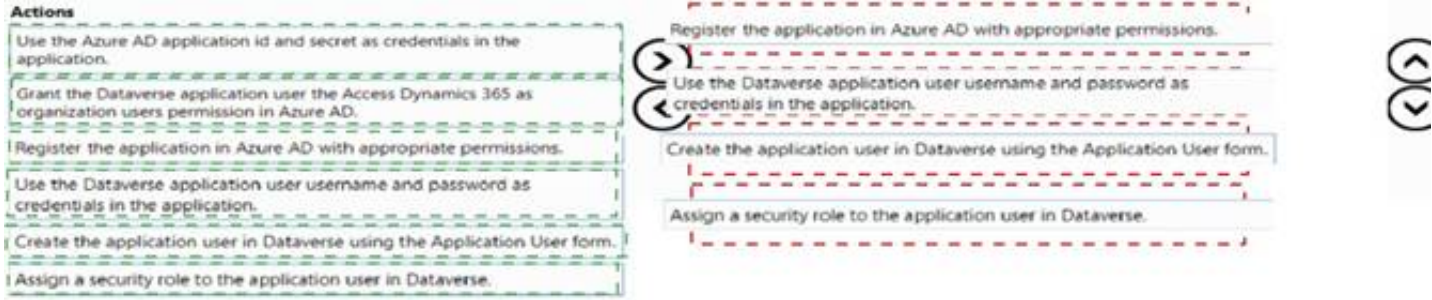 Actions
Use the Azure AD application id and secret as credentials in the
application.
Grant the Dataverse application user the Access Dynamics 365 as
organization users permission in Azure AD.
Register the application in Azure AD with appropriate permissions.
Use the Dataverse application user username and password as
credentials in the application.
Create the application user in Dataverse using the Application User form.
Assign a security role to the application user in Dataverse.
Register the application in Azure AD with appropriate permissions.
Use the Dataverse application user username and password as
credentials in the application.
Create the application user in Dataverse using the Application User form.
Assign a security role to the application user in Dataverse.